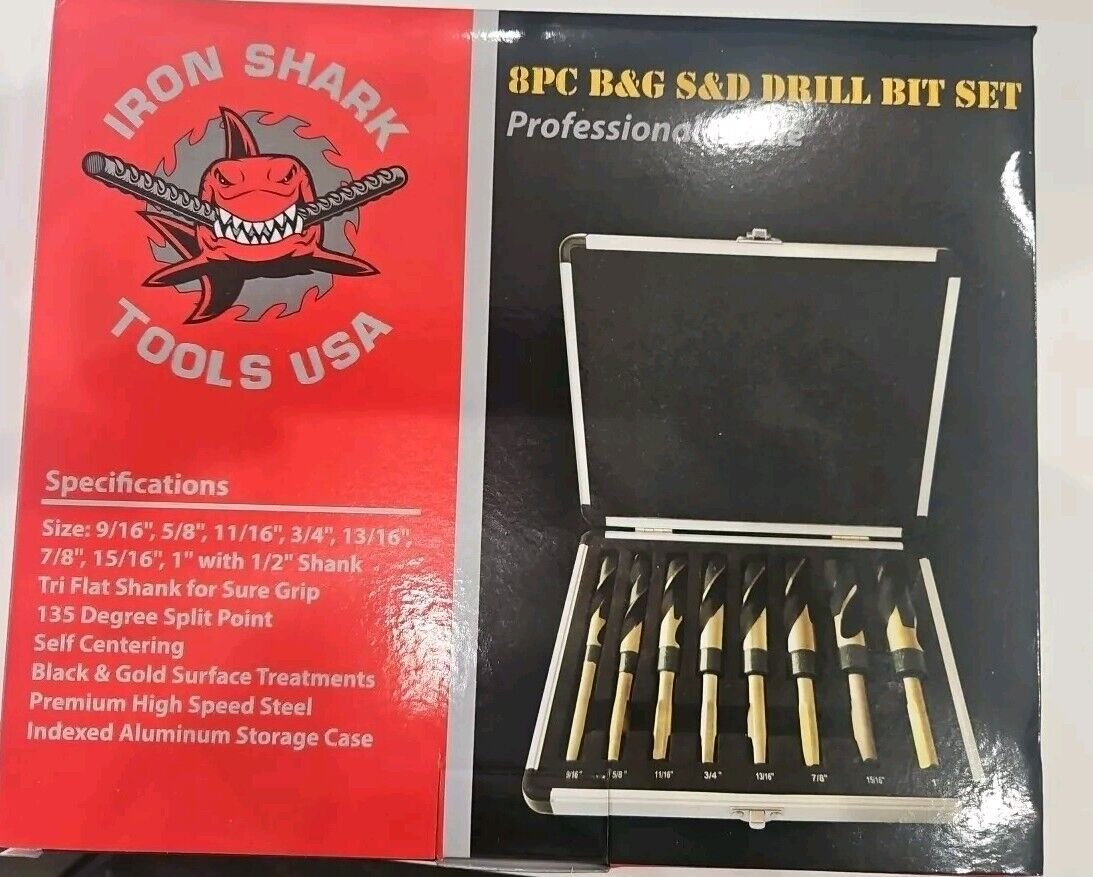 IRON SHARK
TOOLS USA
8PC B&G S&D DRILL BIT SET
Professional
Specifications
Size: 9/16", 5/8", 11/16", 3/4", 13/16",
7/8", 15/16", 1" with 1/2" Shank
Tri Flat Shank for Sure Grip
135 Degree Split Point
Self Centering
Black & Gold Surface Treatments
Premium High Speed Steel
Indexed Aluminum Storage Case
9/16" 5/8" 11/16" 3/4" 13/16" 7/8" 15/16" 1"